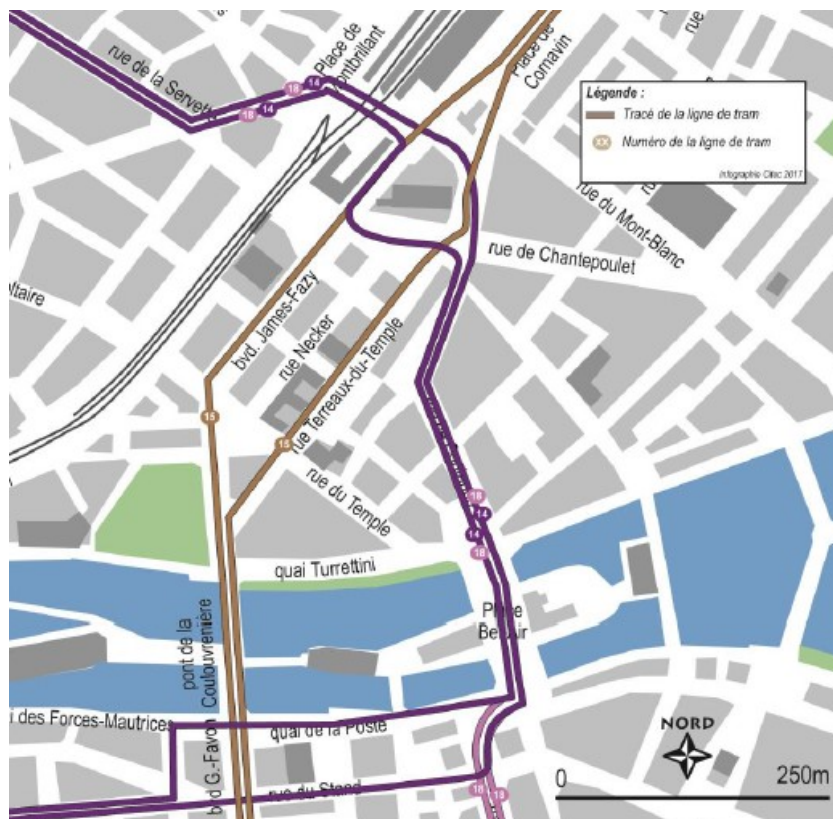 rue de la Servette
Place de
Montbrillant
Place de
Cornavin
18
14
18
14
Légende :
Tracé de la ligne de tram
XX
Numéro de la ligne de tram
Infographie Citec 2017
rue du Mont-Blanc
rue de Chantepoulet
bvd. James-Fazy
rue Necker
rue Terreaux-du-Temple
15
15
rue du Temple
18
14
14
18
quai Turrettini
pont de la
Coulouvrenière
Place
Bel-Air
i des Forces-Mautrices
quai de la Poste
bvd G.-Favon
rue du Stand
18
18
NORD
0
250m